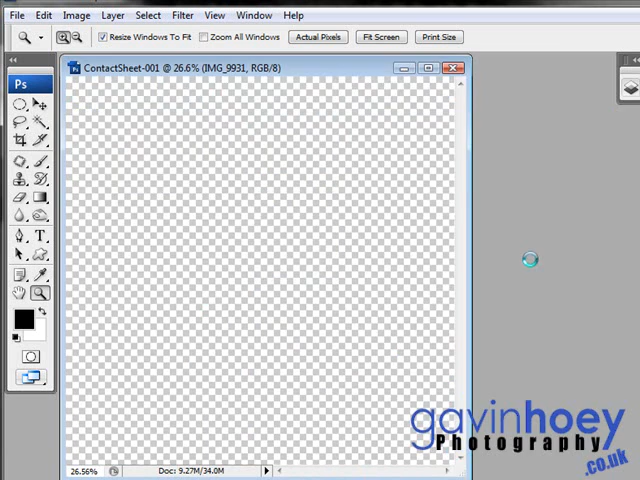 File Edit Image Layer Select Filter View Window Help
Resize Windows To Fit Zoom All Windows Actual Pixels Fit Screen Print Size
Ps
ContactSheet-001 @ 26.6% (IMG_9931, RGB/8)
T
26.56% Doc: 9.27M/34.0M
gavinhoey
Photography
.co.uk